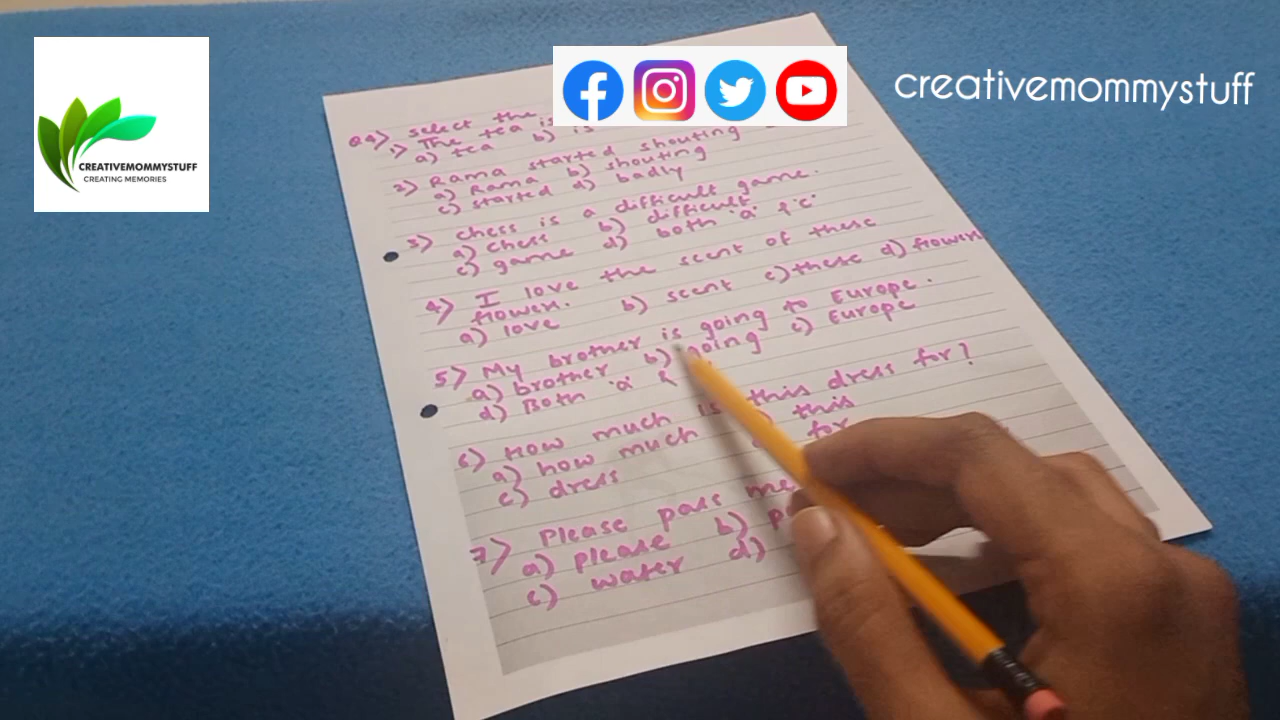 CREATIVEMOMMYSTUFF
CREATING MEMORIES
creativemommystuff
Q4) select the
1) The tea is
a) tea b) is
2) Rama started shouting
a) Rama b) shouting
c) started d) badly
3) chess is a difficult game.
a) chess b) difficult
c) game d) both 'a' & 'c'
4) I love the scent of these
flowers.
a) love b) scent c) these d) flowers
5) My brother is going to Europe.
a) brother b) going c) Europe
d) Both 'a' &
6) How much is this dress for?
a) how much this
c) dress for
7) Please pass me
a) please b)
c) water d)